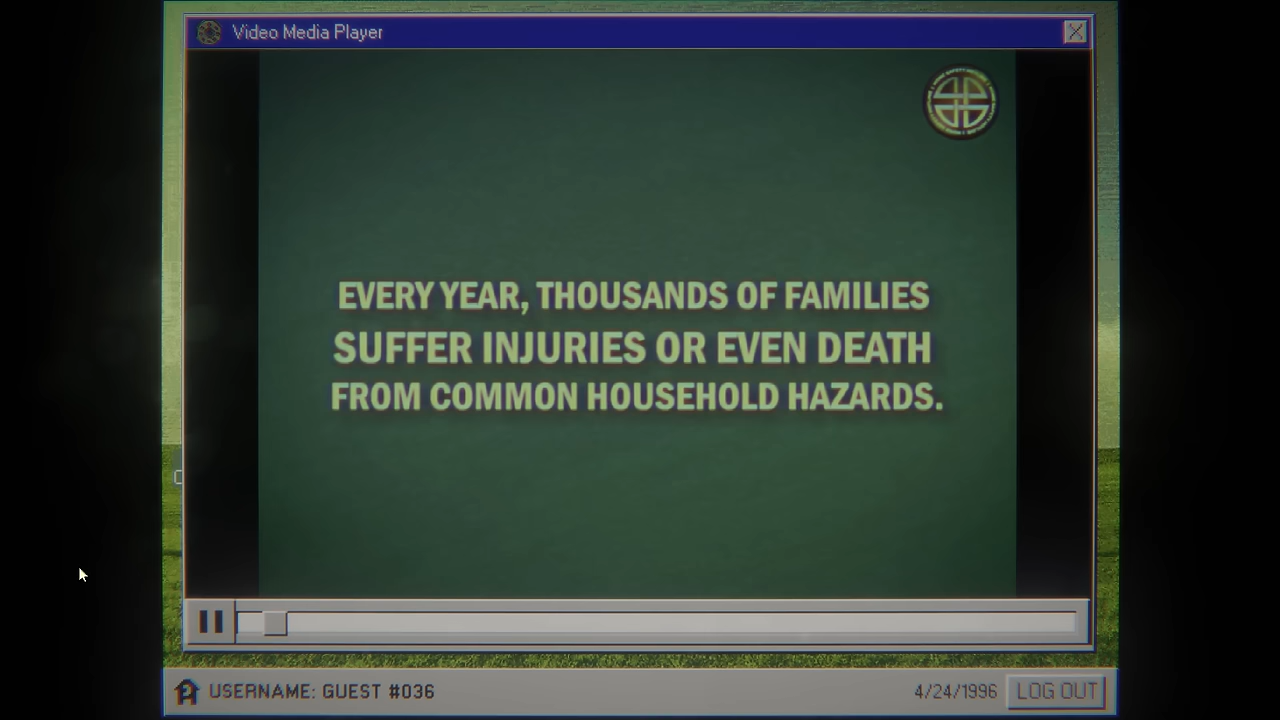 Video Media Player
EVERY YEAR, THOUSANDS OF FAMILIES
SUFFER INJURIES OR EVEN DEATH
FROM COMMON HOUSEHOLD HAZARDS.
USERNAME: GUEST #036
4/24/1996
LOG OUT